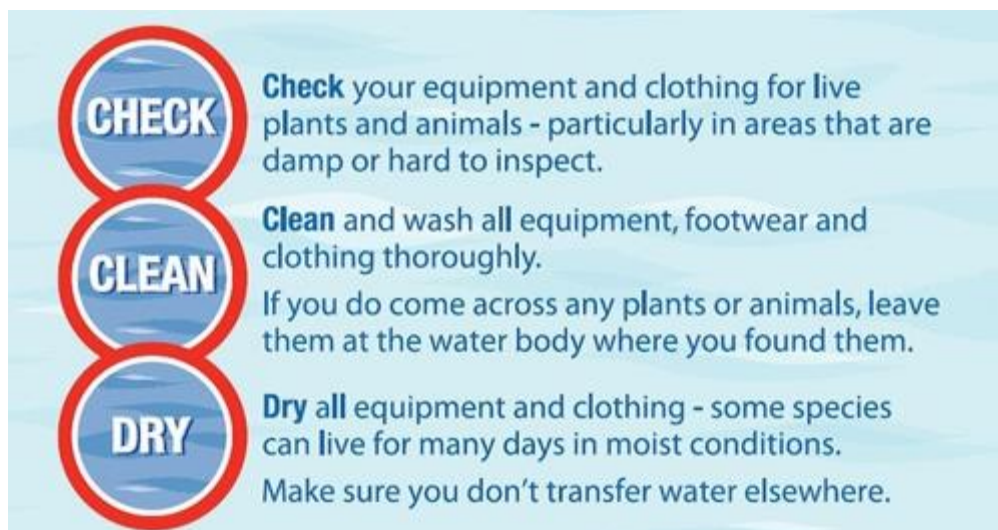 CHECK
Check your equipment and clothing for live
plants and animals - particularly in areas that are
damp or hard to inspect.
CLEAN
Clean and wash all equipment, footwear and
clothing thoroughly.
If you do come across any plants or animals, leave
them at the water body where you found them.
DRY
Dry all equipment and clothing - some species
can live for many days in moist conditions.
Make sure you don't transfer water elsewhere.